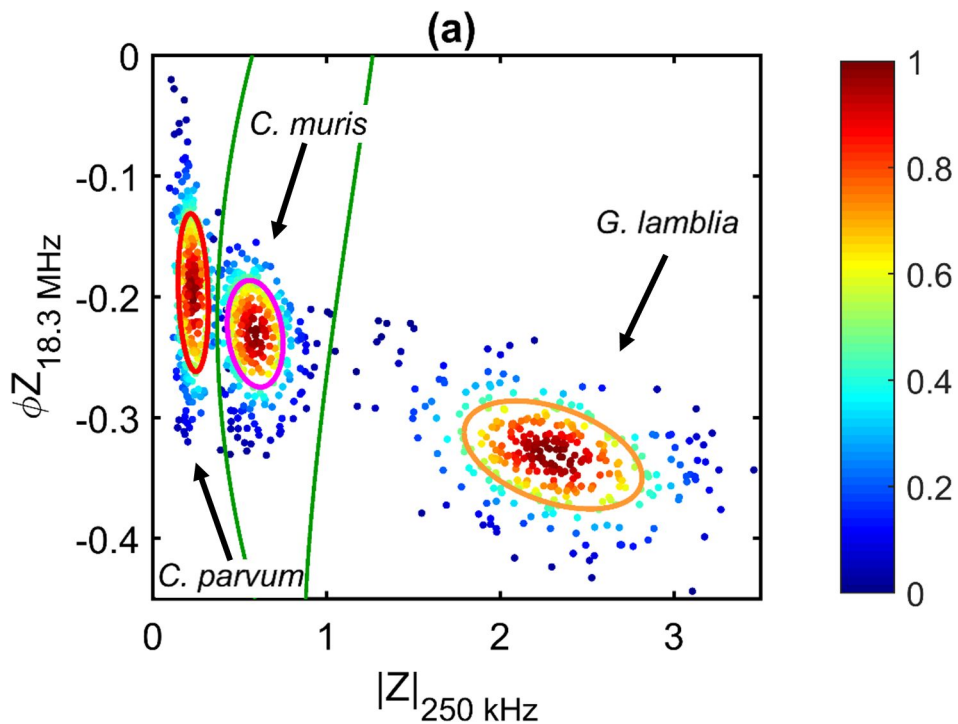 (a)
0
-0.1
-0.2
-0.3
-0.4
ϕZ18.3 MHz
C. muris
G. lamblia
C. parvum
0 1 2 3
|Z|250 kHz
1
0.8
0.6
0.4
0.2
0